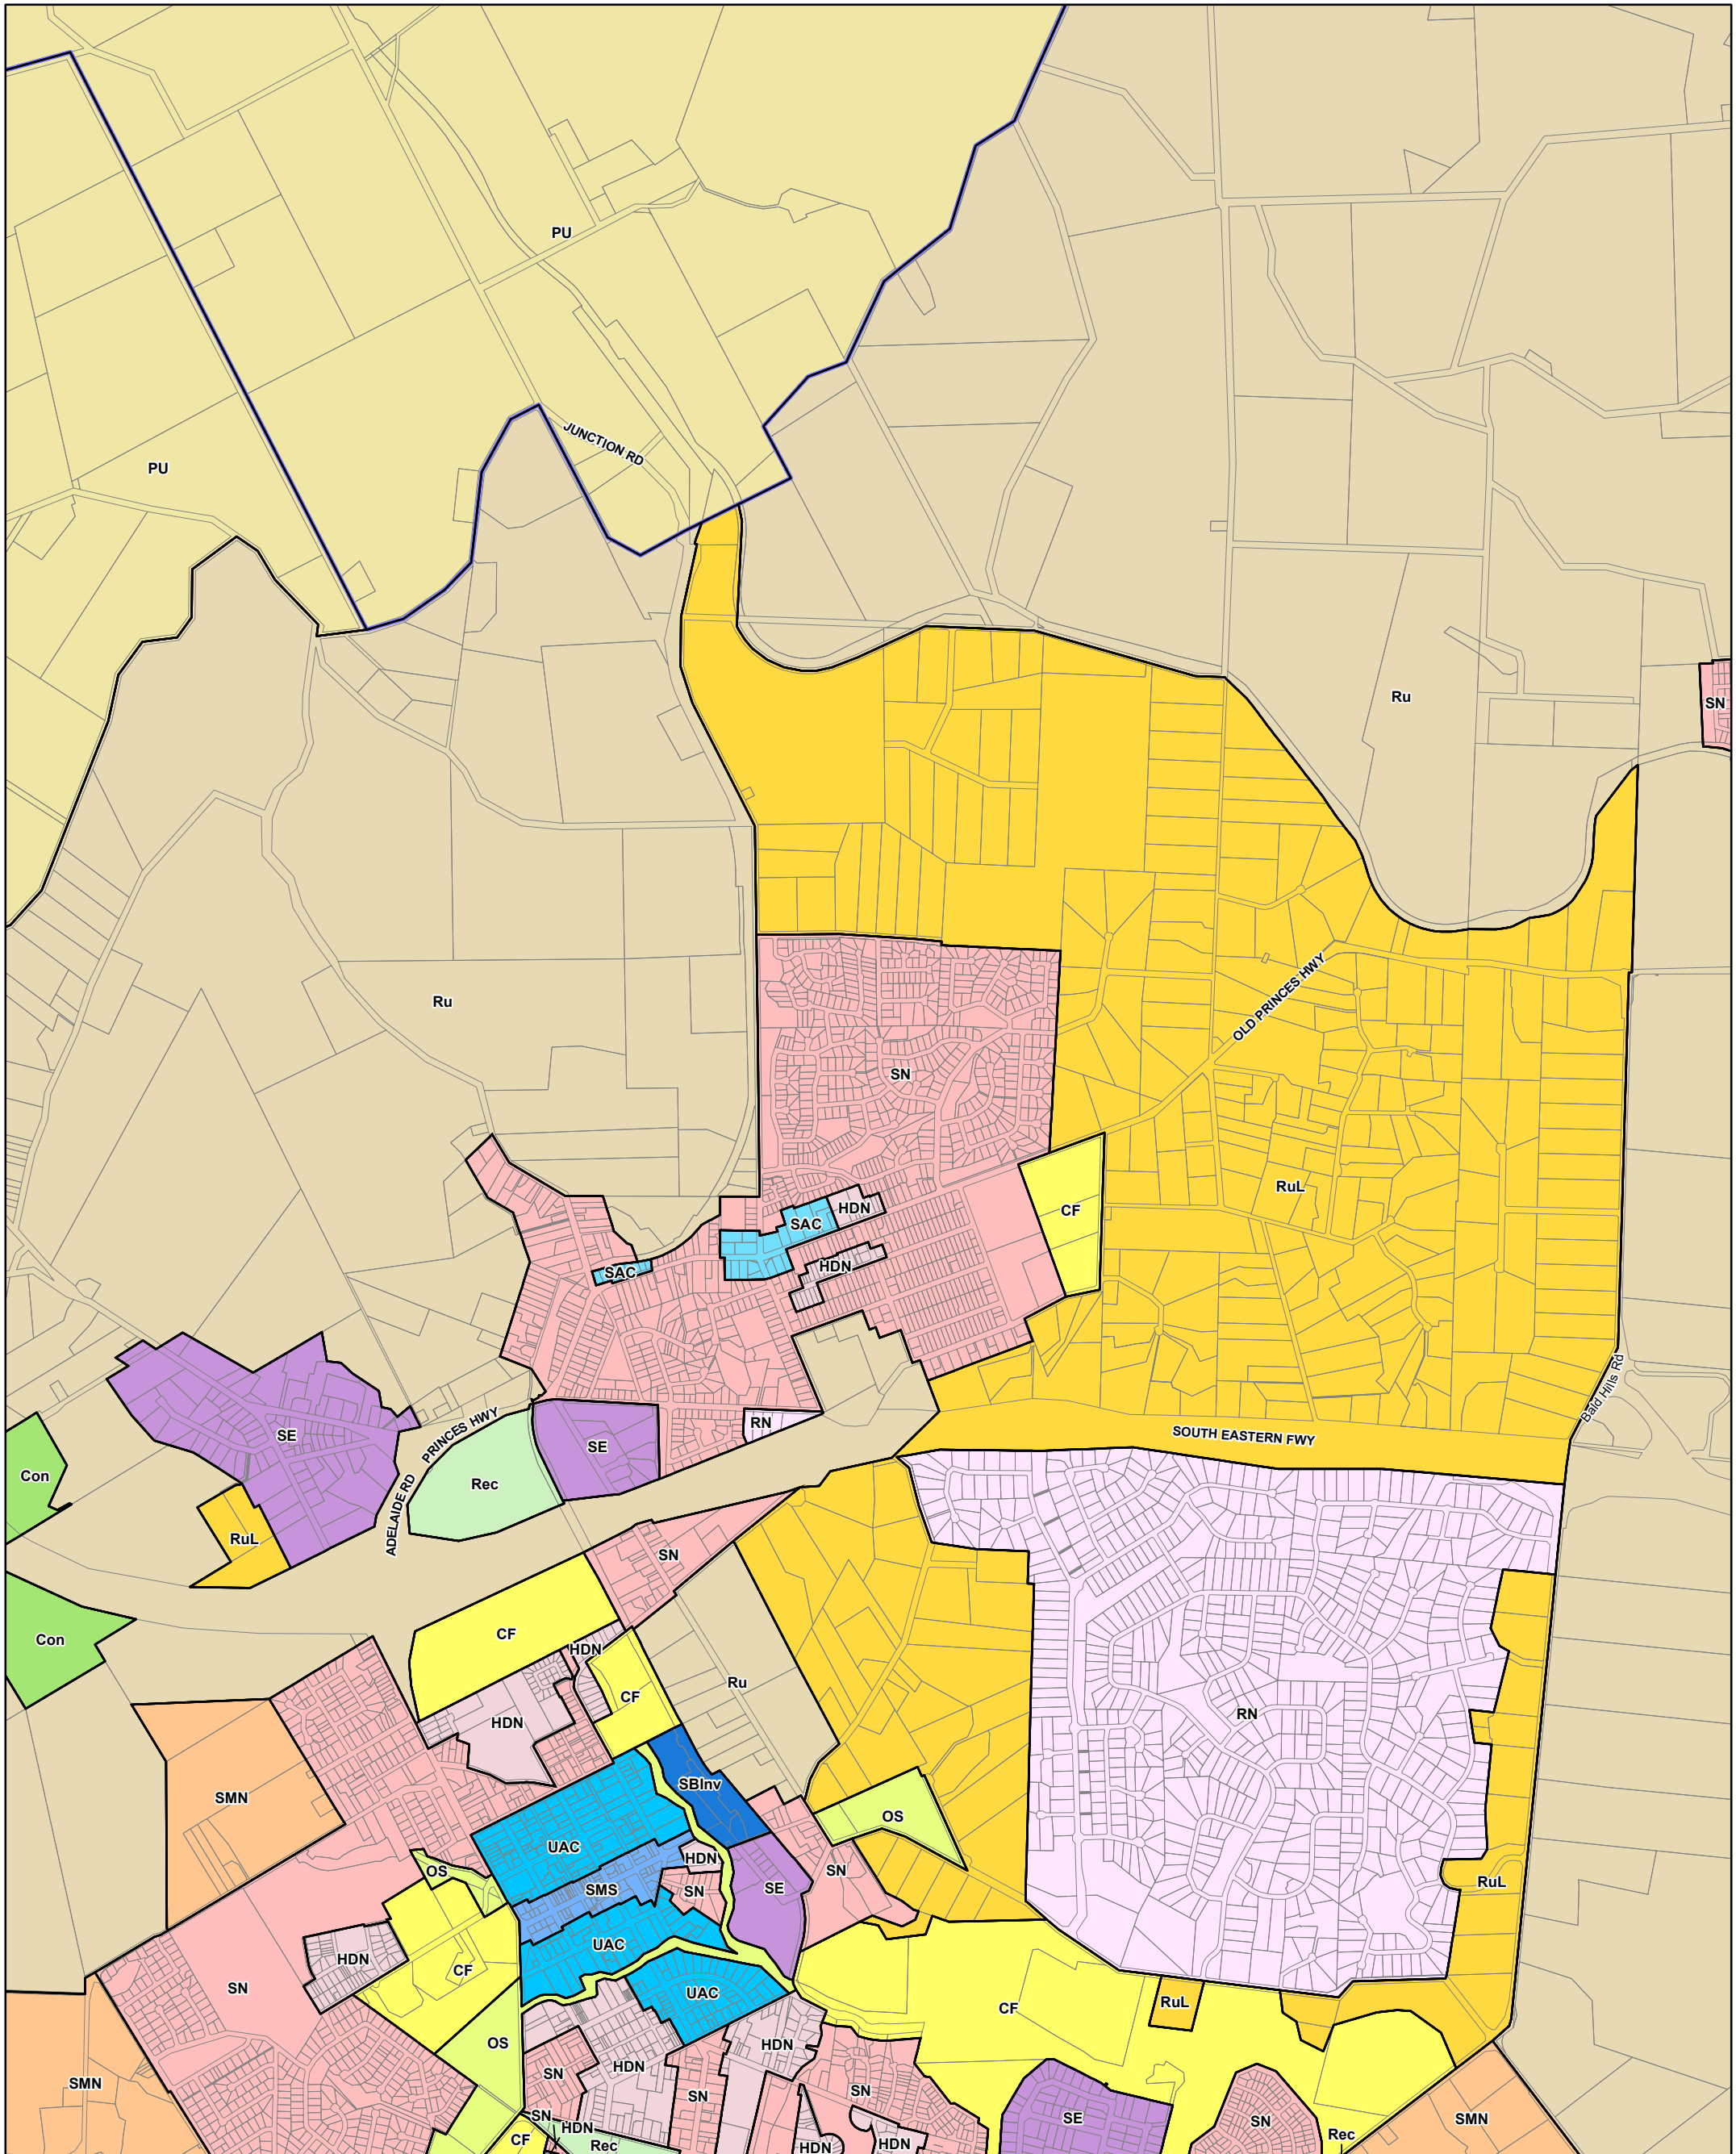 PU
JUNCTION RD
PU
Ru
SN
Ru
OLD PRINCES HWY
SN
RuL
HDN
CF
SAC
HDN
SAC
Bald Hills Rd
PRINCES HWY
RN
SE
SOUTH EASTERN FWY
SE
Con
Rec
ADELAIDE RD
RuL
SN
CF
Con
HDN
Ru
CF
RN
HDN
SBInv
SMN
OS
UAC
HDN
OS
SN
SE
RuL
SMS
SN
UAC
HDN
CF
SN
UAC
RuL
CF
OS
HDN
HDN
SN
SMN
SN
SN
SN
SE
SMN
SN
HDN
SN
Rec
CF
Rec
HDN
HDN